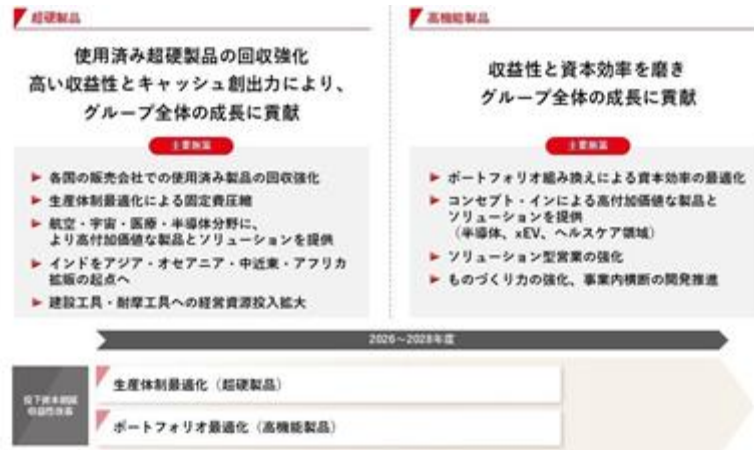 超硬製品
使用済み超硬製品の回収強化
高い収益性とキャッシュ創出力により、
グループ全体の成長に貢献
主要施策
▶ 各国の販売会社での使用済み製品の回収強化
▶ 生産体制最適化による固定費圧縮
▶ 航空・宇宙・医療・半導体分野に、
より高付加価値な製品とソリューションを提供
▶ インドをアジア・オセアニア・中近東・アフリカ
拡販の起点へ
▶ 建設工具・耐摩工具への経営資源投入拡大
高機能製品
収益性と資本効率を磨き
グループ全体の成長に貢献
主要施策
▶ ポートフォリオ組み換えによる資本効率の最適化
▶ コンセプト・インによる高付加価値な製品と
ソリューションを提供
（半導体、xEV、ヘルスケア領域）
▶ ソリューション型営業の強化
▶ ものづくり力の強化、事業内横断の開発推進
2026～2028年度
投下資本削減
収益性改善
生産体制最適化（超硬製品）
ポートフォリオ最適化（高機能製品）